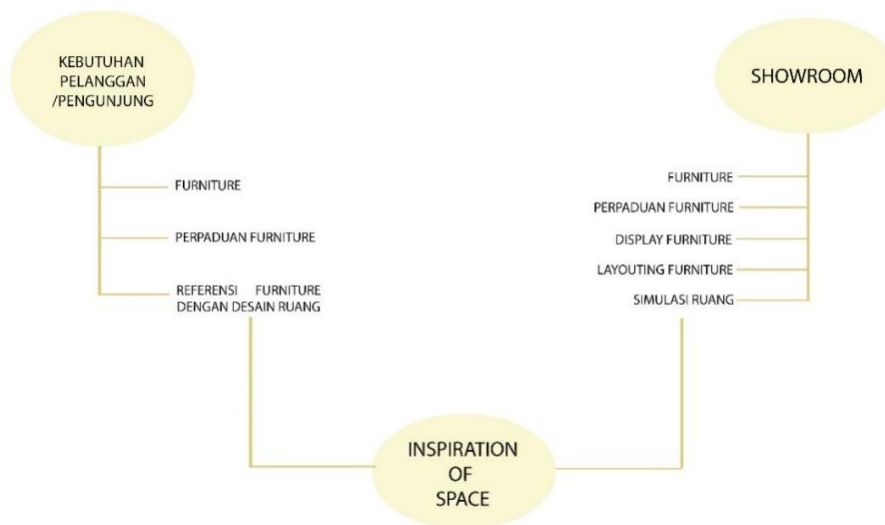 KEBUTUHAN
PELANGGAN
/PENGUNJUNG
FURNITURE
PERPADUAN FURNITURE
REFERENSI FURNITURE
DENGAN DESAIN RUANG
SHOWROOM
FURNITURE
PERPADUAN FURNITURE
DISPLAY FURNITURE
LAYOUTING FURNITURE
SIMULASI RUANG
INSPIRATION
OF
SPACE